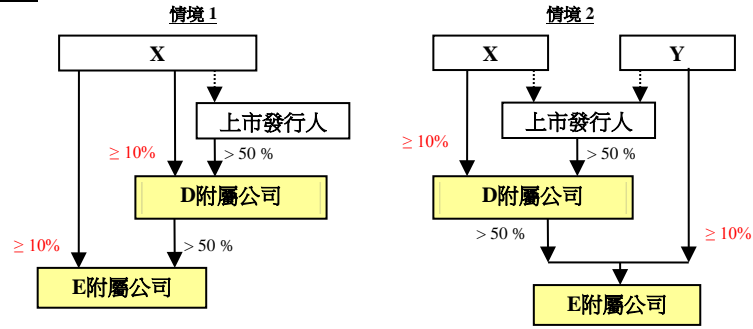 情境 1
X
上市發行人
≥ 10%
> 50 %
D附屬公司
≥ 10%
> 50 %
E附屬公司
情境 2
X
Y
上市發行人
≥ 10%
> 50 %
D附屬公司
> 50 %
≥ 10%
E附屬公司